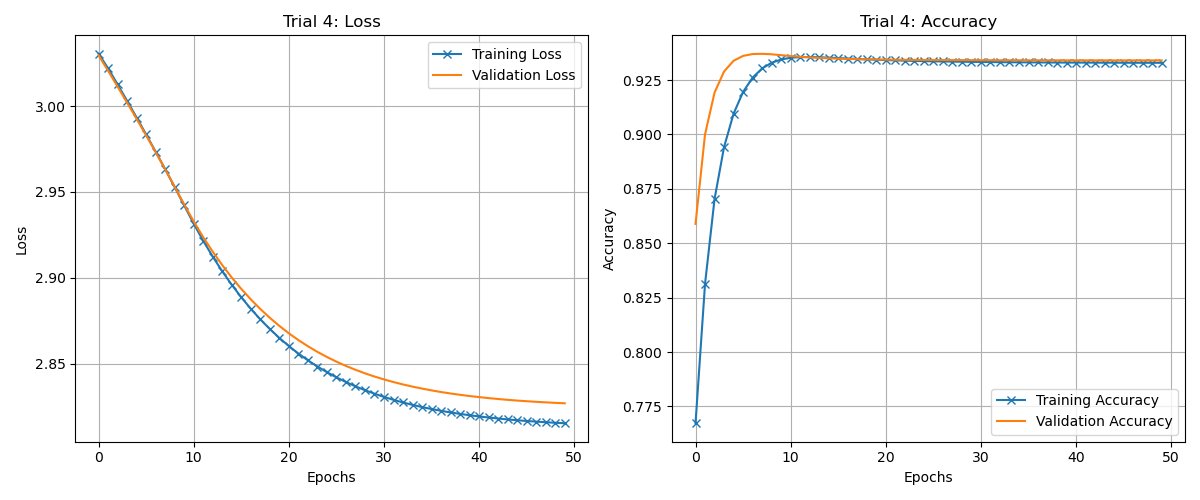 Trial 4: Loss
Training Loss
Validation Loss
3.00
2.95
2.90
2.85
Loss
0 10 20 30 40 50
Epochs
Trial 4: Accuracy
0.925
0.900
0.875
0.850
0.825
0.800
0.775
Accuracy
Training Accuracy
Validation Accuracy
0 10 20 30 40 50
Epochs